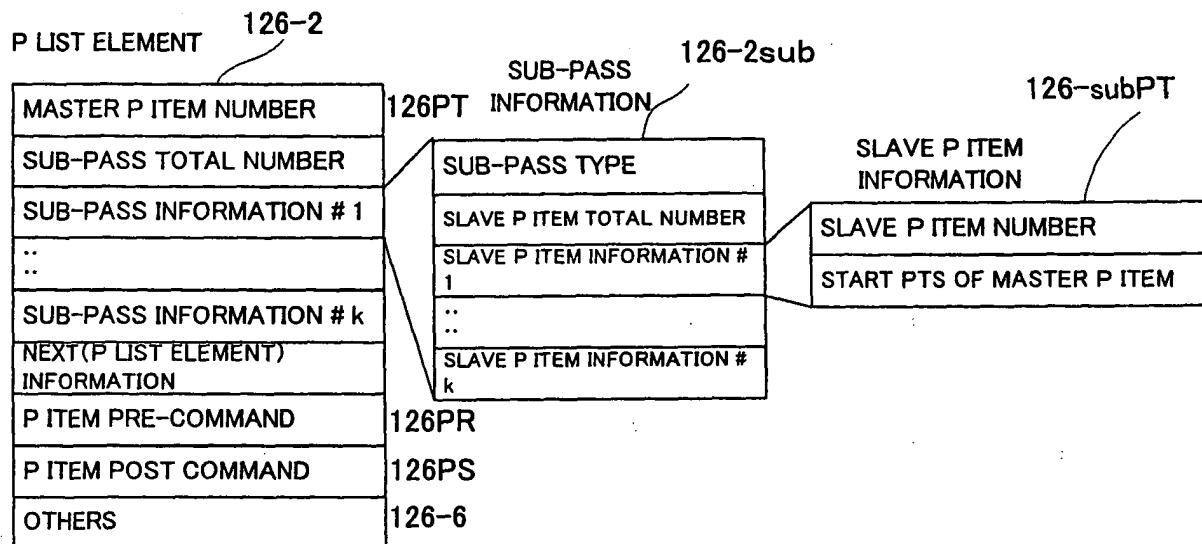 P LIST ELEMENT
126-2
MASTER P ITEM NUMBER
126PT
SUB-PASS TOTAL NUMBER
SUB-PASS INFORMATION # 1
..
..
SUB-PASS INFORMATION # k
NEXT(P LIST ELEMENT)
INFORMATION
P ITEM PRE-COMMAND
126PR
P ITEM POST COMMAND
126PS
OTHERS
126-6
SUB-PASS
INFORMATION
126-2sub
SUB-PASS TYPE
SLAVE P ITEM TOTAL NUMBER
SLAVE P ITEM INFORMATION #
1
..
..
SLAVE P ITEM INFORMATION #
k
SLAVE P ITEM
INFORMATION
126-subPT
SLAVE P ITEM NUMBER
START PTS OF MASTER P ITEM